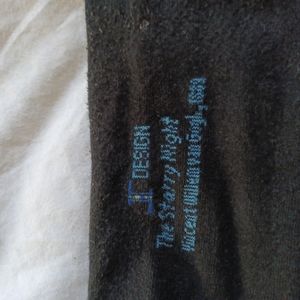 DESIGN
The Starry Night
Vincent Willem Van Gogh, 1889